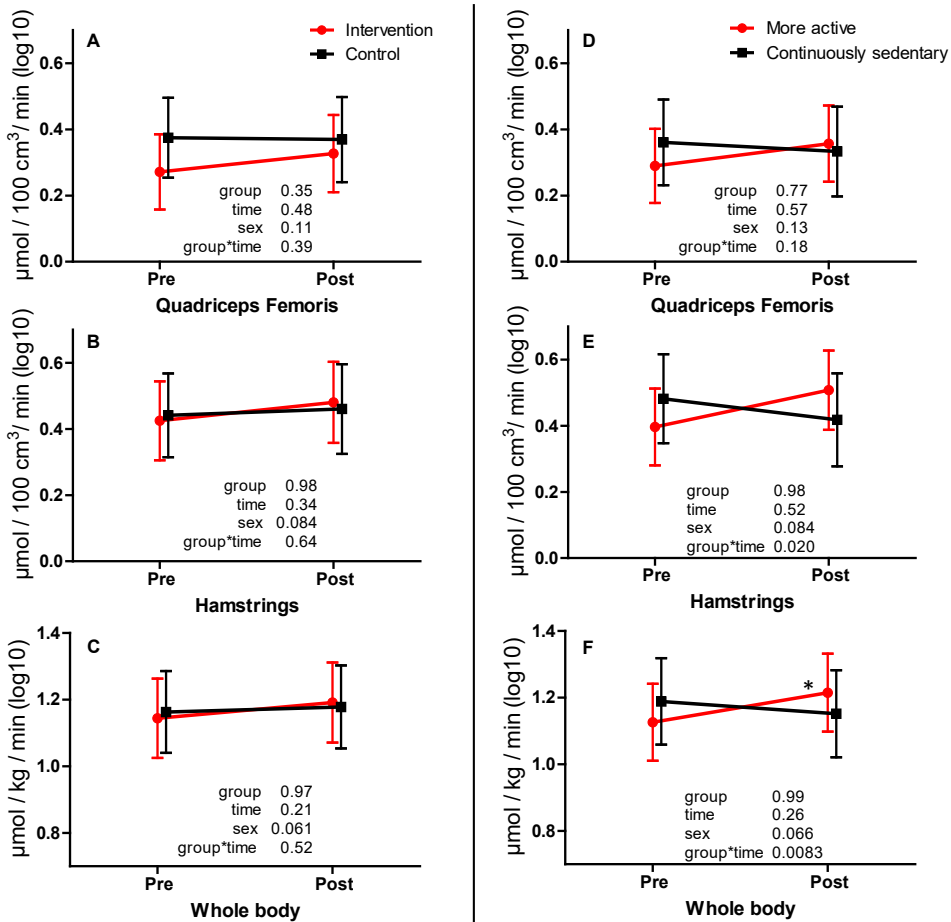 A
Intervention
Control
µmol / 100 cm³/ min (log10)
0.6
0.4
0.2
0.0
group 0.35
time 0.48
sex 0.11
group*time 0.39
Pre Post
Quadriceps Femoris
B
µmol / 100 cm³/ min (log10)
0.6
0.4
0.2
0.0
group 0.98
time 0.34
sex 0.084
group*time 0.64
Pre Post
Hamstrings
C
µmol / kg / min (log10)
1.4
1.2
1.0
0.8
group 0.97
time 0.21
sex 0.061
group*time 0.52
Pre Post
Whole body
D
More active
Continuously sedentary
µmol / 100 cm³/ min (log10)
0.6
0.4
0.2
0.0
group 0.77
time 0.57
sex 0.13
group*time 0.18
Pre Post
Quadriceps Femoris
E
µmol / 100 cm³/ min (log10)
0.6
0.4
0.2
0.0
group 0.98
time 0.52
sex 0.084
group*time 0.020
Pre Post
Hamstrings
F
µmol / kg / min (log10)
1.4
1.2
1.0
0.8
*
group 0.99
time 0.26
sex 0.066
group*time 0.0083
Pre Post
Whole body